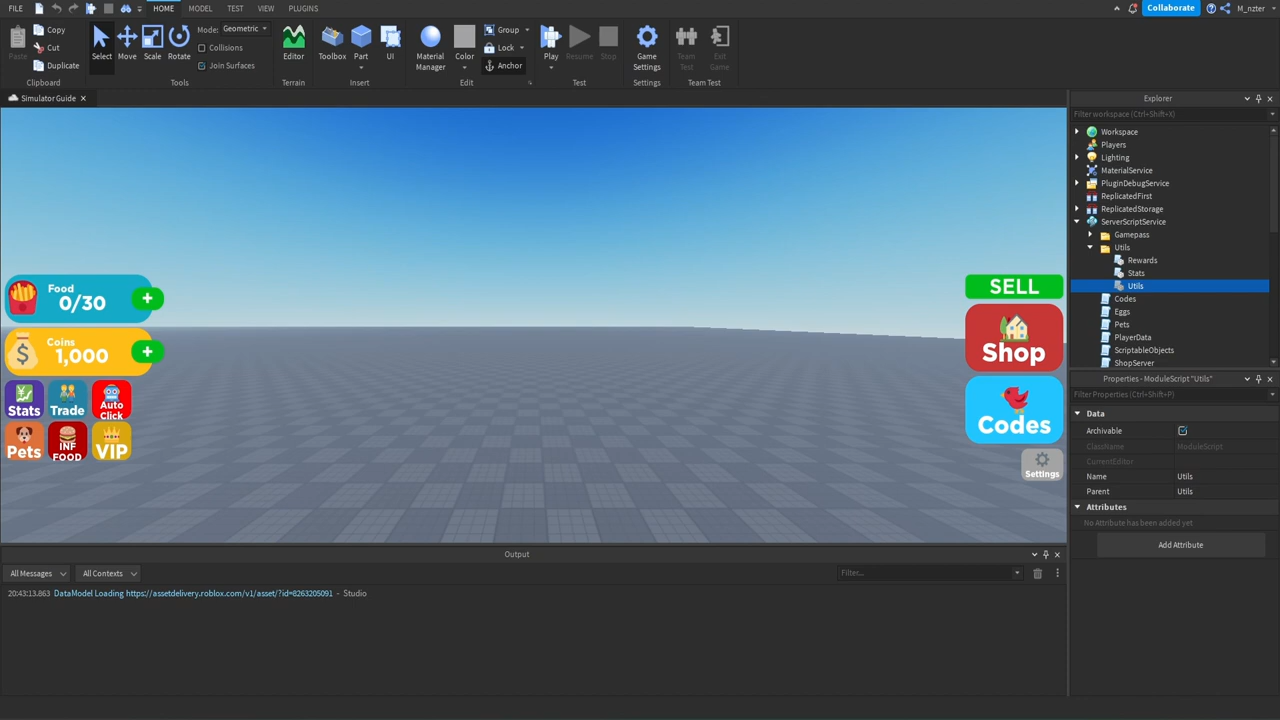 FILE
HOME
MODEL
TEST
VIEW
PLUGINS
Collaborate
M_nzter
Paste
Copy
Cut
Duplicate
Clipboard
Select
Move
Scale
Rotate
Mode: Geometric
Collisions
Join Surfaces
Tools
Editor
Terrain
Toolbox
Part
UI
Insert
Material
Manager
Color
Group
Lock
Anchor
Edit
Play
Resume
Stop
Test
Game
Settings
Settings
Team
Test
Exit
Game
Team Test
Simulator Guide
Food
0/30
+
Coins
1,000
+
Stats
Trade
Auto
Click
Pets
INF
FOOD
VIP
SELL
Shop
Codes
Settings
Explorer
Filter workspace (Ctrl+Shift+X)
Workspace
Players
Lighting
MaterialService
PluginDebugService
ReplicatedFirst
ReplicatedStorage
ServerScriptService
Gamepass
Utils
Rewards
Stats
Utils
Codes
Eggs
Pets
PlayerData
ScriptableObjects
ShopServer
Properties - ModuleScript "Utils"
Filter Properties (Ctrl+Shift+P)
Data
Archivable
ClassName ModuleScript
CurrentEditor
Name Utils
Parent Utils
Attributes
No Attribute has been added yet
Add Attribute
Output
All Messages
All Contexts
Filter...
20:43:13.863 DataModel Loading https://assetdelivery.roblox.com/v1/asset/?id=8263205091 - Studio